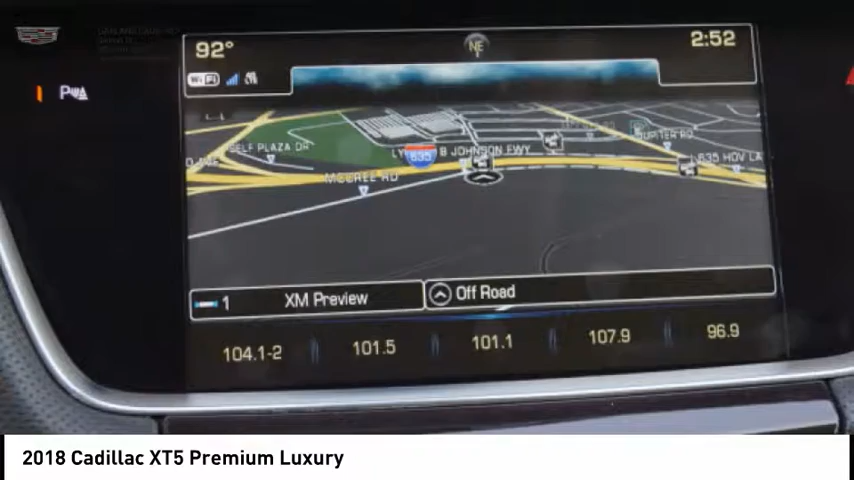 92°
NE
2:52
WiFi
SELF PLAZA DR
635
B JOHNSON FWY
JUPITER RD
635 HOV LA
MCCREE RD
1 XM Preview
Off Road
104.1-2 101.5 101.1 107.9 96.9
2018 Cadillac XT5 Premium Luxury